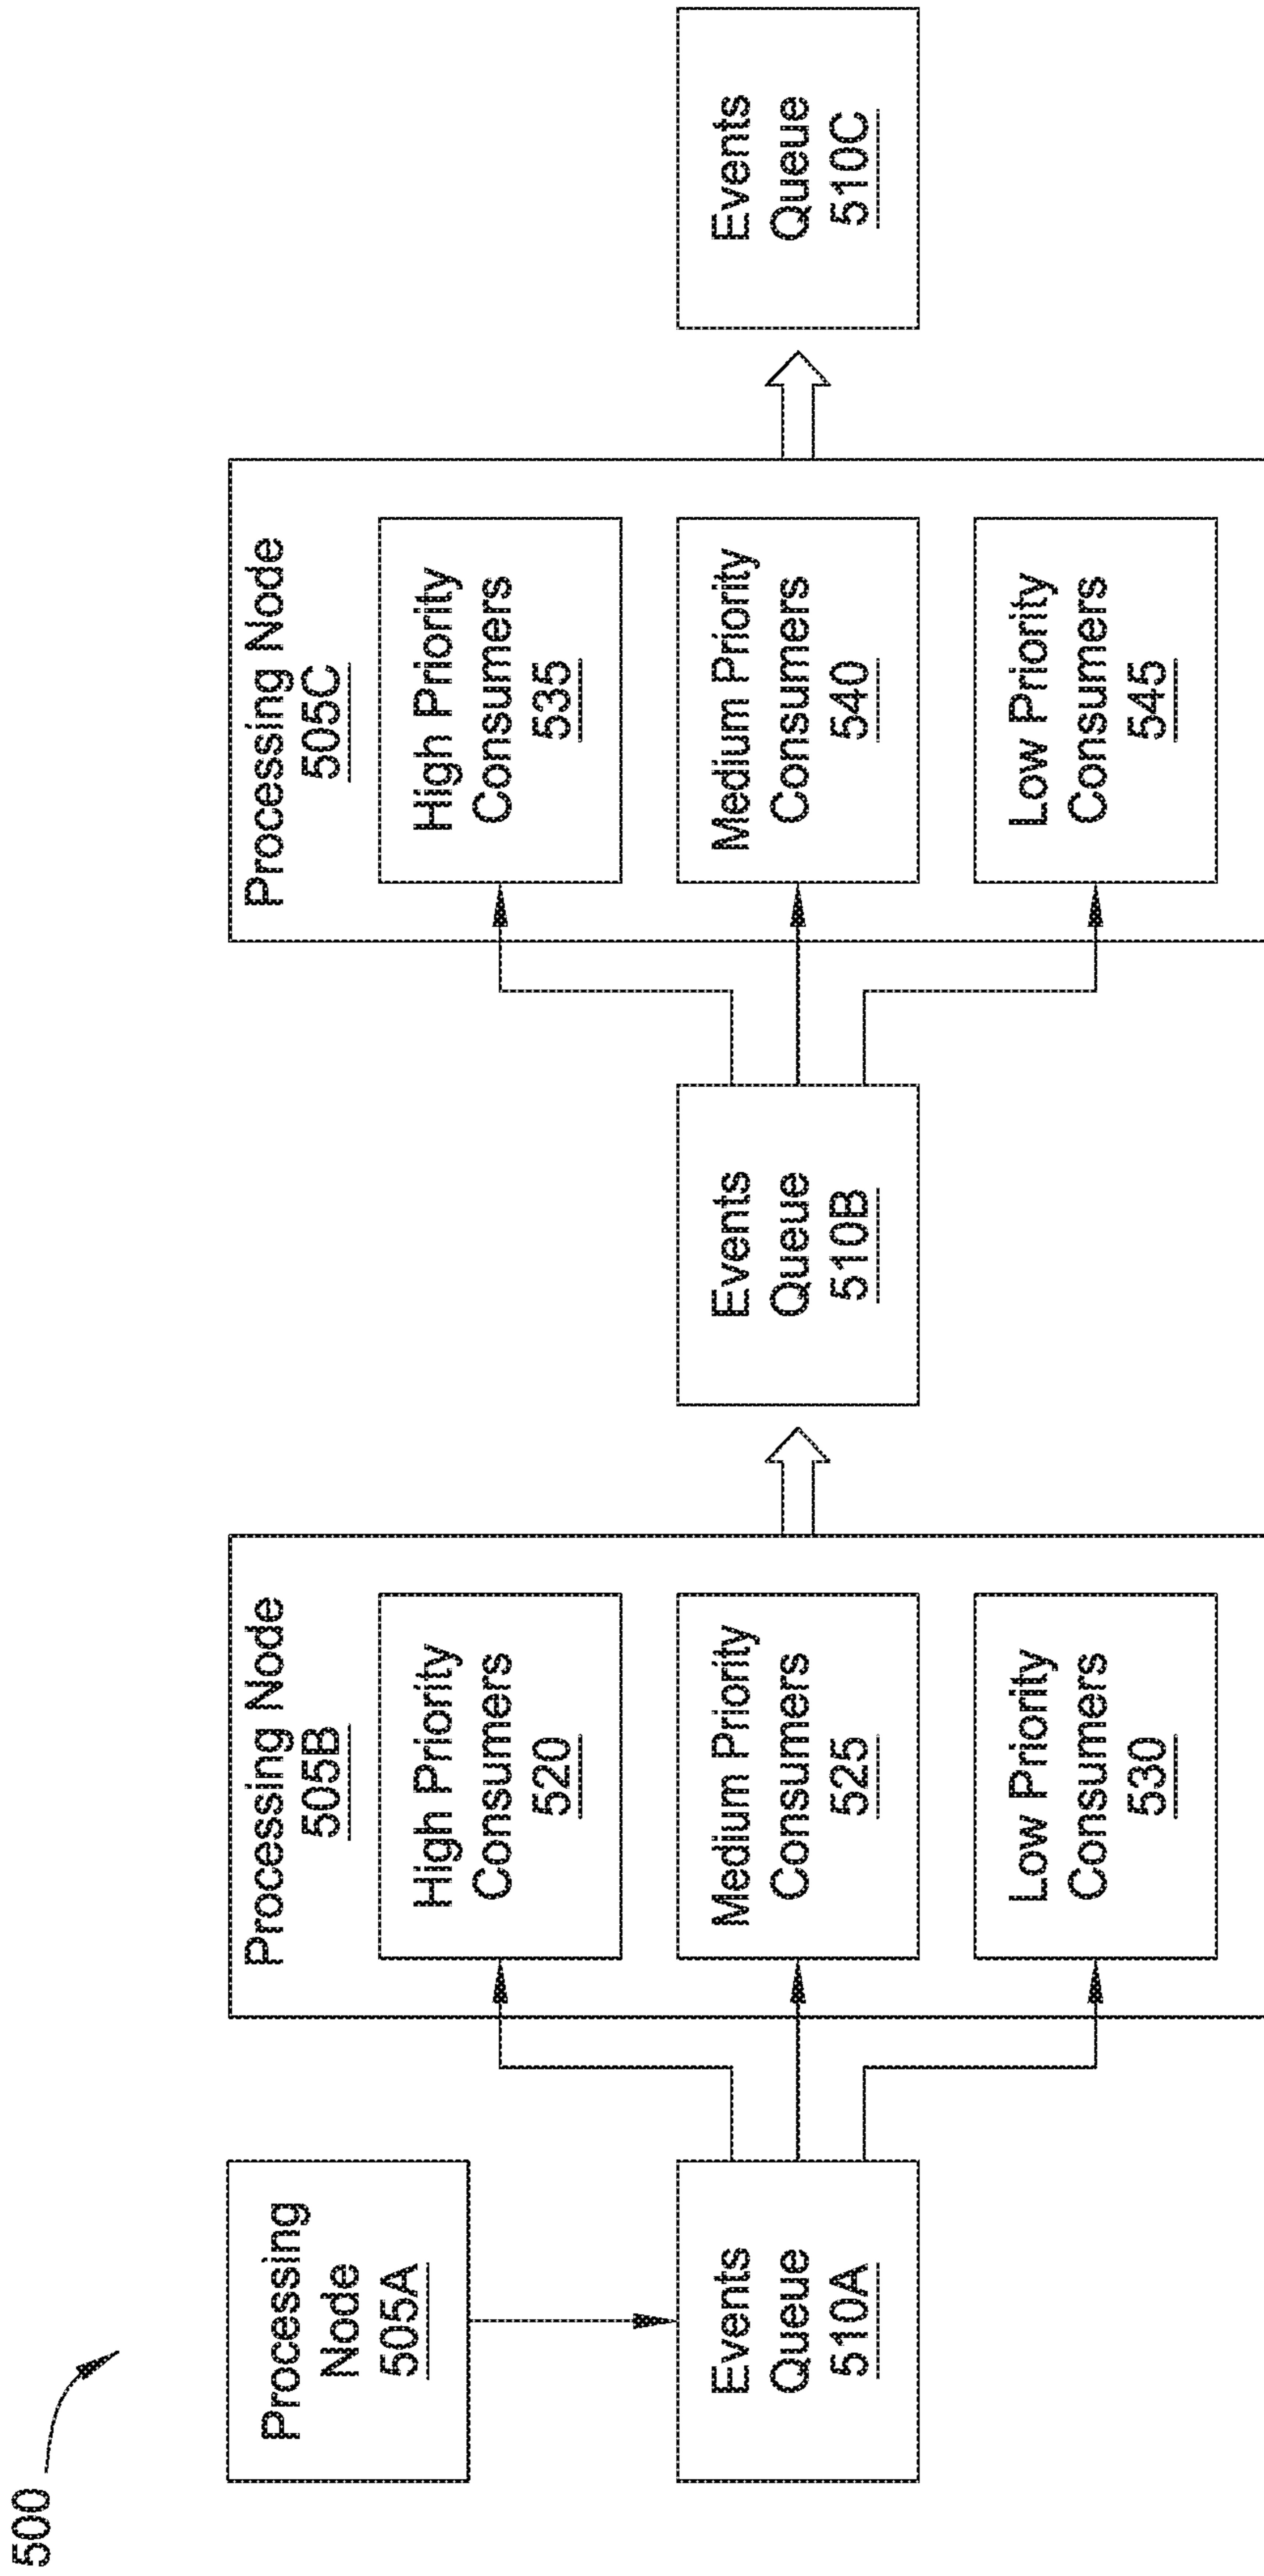 500
Processing
Node
505A
Events
Queue
510A
Processing Node
505B
High Priority
Consumers
520
Medium Priority
Consumers
525
Low Priority
Consumers
530
Events
Queue
510B
Processing Node
505C
High Priority
Consumers
535
Medium Priority
Consumers
540
Low Priority
Consumers
545
Events
Queue
510C